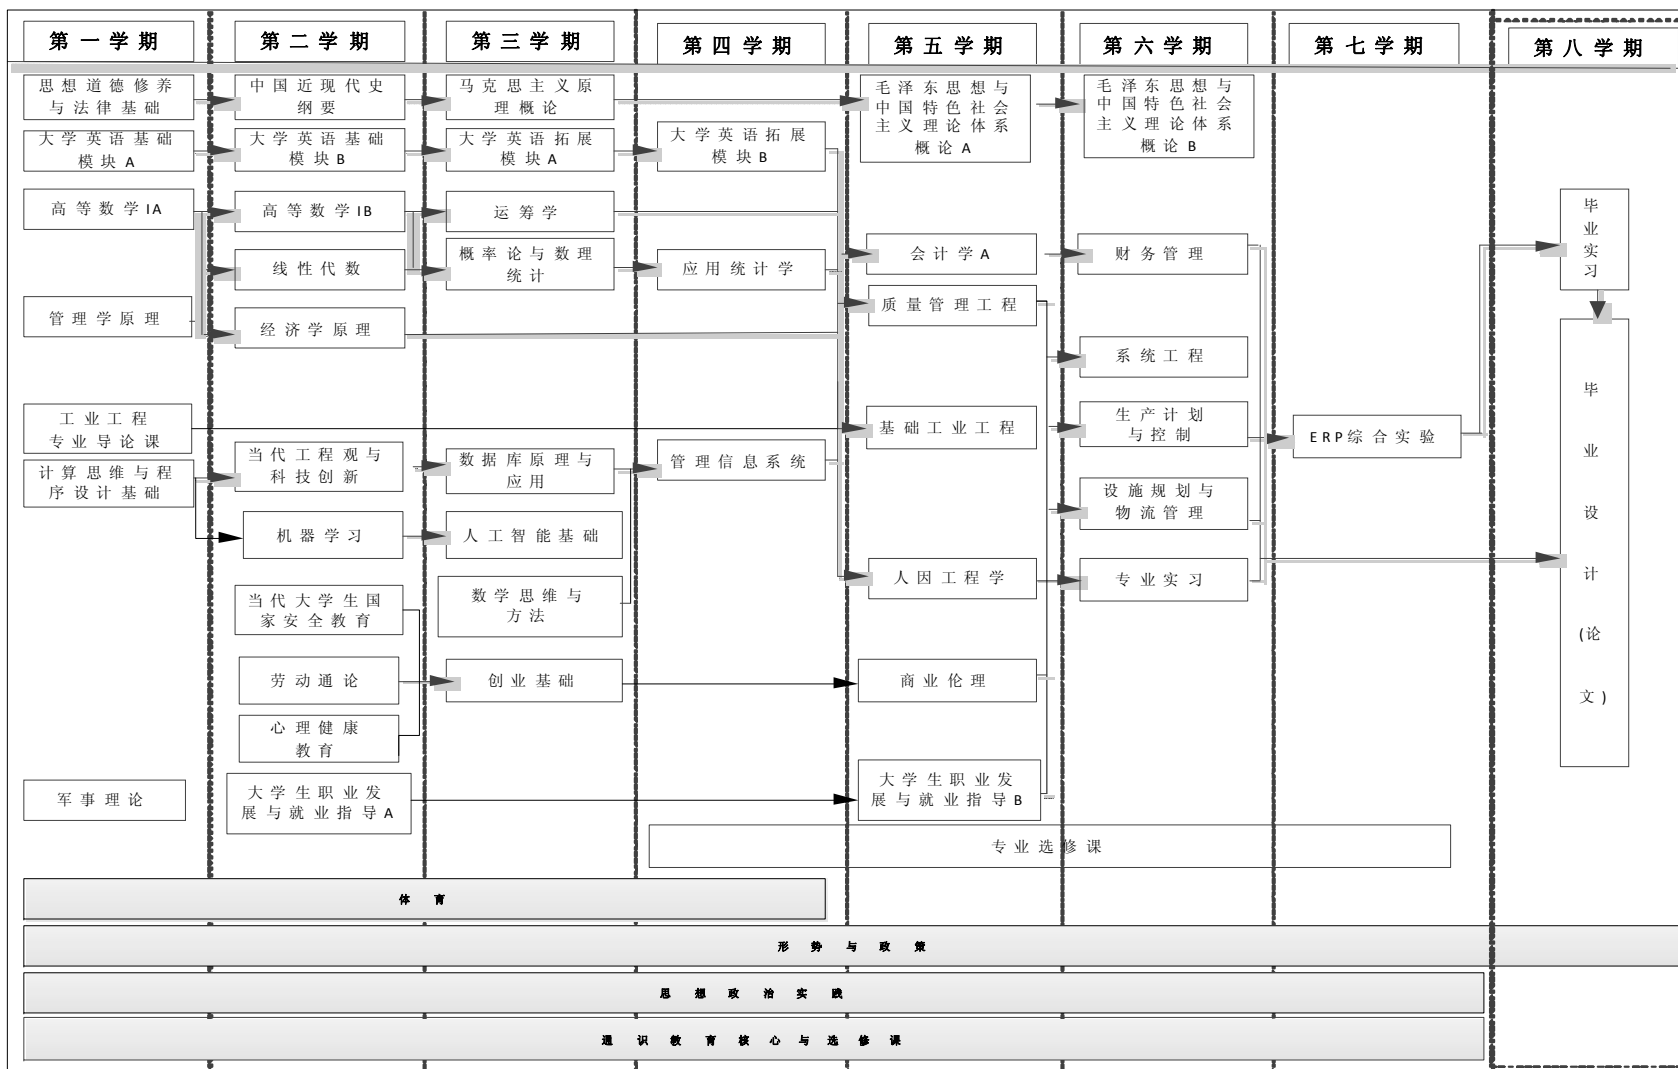 第一学期
第二学期
第三学期
第四学期
第五学期
第六学期
第七学期
第八学期
思想道德修养
与法律基础
中国近现代史
纲要
马克思主义原
理概论
毛泽东思想与
中国特色社会
主义理论体系
概论A
毛泽东思想与
中国特色社会
主义理论体系
概论B
大学英语基础
模块A
大学英语基础
模块B
大学英语拓展
模块A
大学英语拓展
模块B
高等数学IA
高等数学IB
运筹学
毕
业
实
习
线性代数
概率论与数理
统计
应用统计学
会计学A
财务管理
管理学原理
经济学原理
质量管理工程
系统工程
工业工程
专业导论课
基础工业工程
生产计划
与控制
ERP综合实验
计算思维与程
序设计基础
当代工程观与
科技创新
数据库原理与
应用
管理信息系统
设施规划与
物流管理
机器学习
人工智能基础
人因工程学
专业实习
毕
业
设
计
(论
文)
当代大学生国
家安全教育
数学思维与
方法
劳动通论
创业基础
商业伦理
心理健康
教育
军事理论
大学生职业发
展与就业指导A
大学生职业发
展与就业指导B
专业选修课
体育
形势与政策
思想政治实践
通识教育核心与选修课